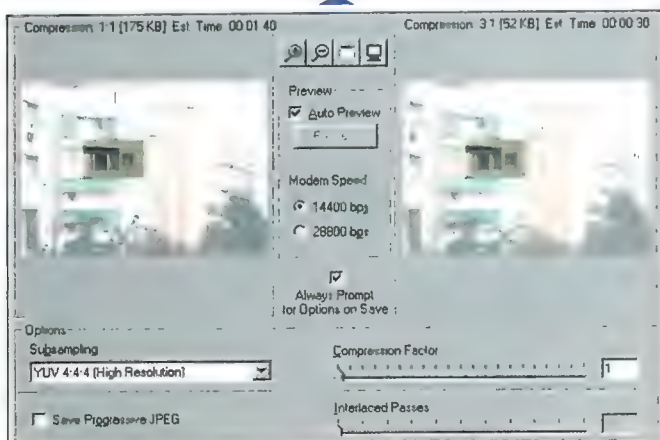 Compression 1:1 [175 KB] Est Time 00:01:40
Compression 3:1 [52 KB] Est Time 00:00:30
Preview
Auto Preview
Modem Speed
14400 bps
28800 bps
Always Prompt
for Options on Save
Options
Subsampling
YUV 4:4:4 (High Resolution)
Compression Factor
1
Save Progressive JPEG
Interlaced Passes